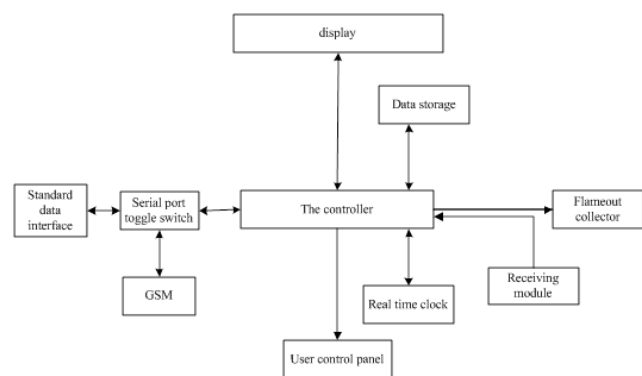 display
Data storage
Standard
data
interface
Serial port
toggle switch
The controller
Flameout
collector
GSM
Real time clock
Receiving
module
User control panel